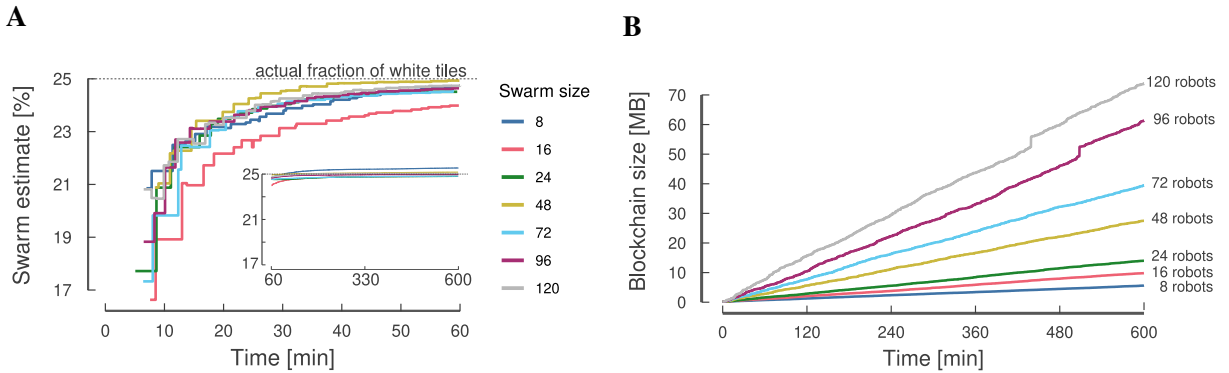 A
actual fraction of white tiles
Swarm estimate [%]
25
23
21
19
17
0 10 20 30 40 50 60
Time [min]
25
23
21
19
17
60 330 600
Swarm size
8
16
24
48
72
96
120
B
Blockchain size [MB]
70
60
50
40
30
20
10
0
0 120 240 360 480 600
Time [min]
120 robots
96 robots
72 robots
48 robots
24 robots
16 robots
8 robots